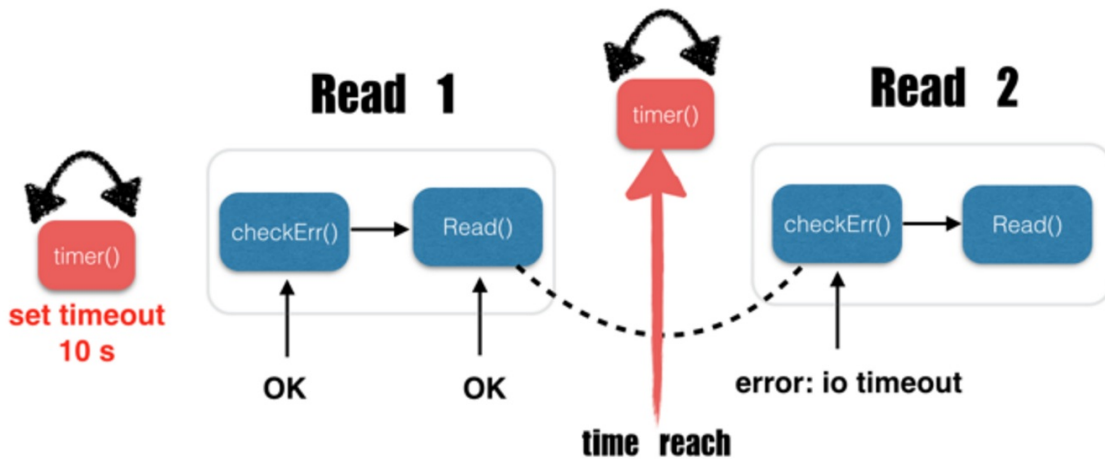 Read 1
Read 2
timer()
timer()
checkErr()
Read()
checkErr()
Read()
set timeout
10 s
OK
OK
error: io timeout
time reach